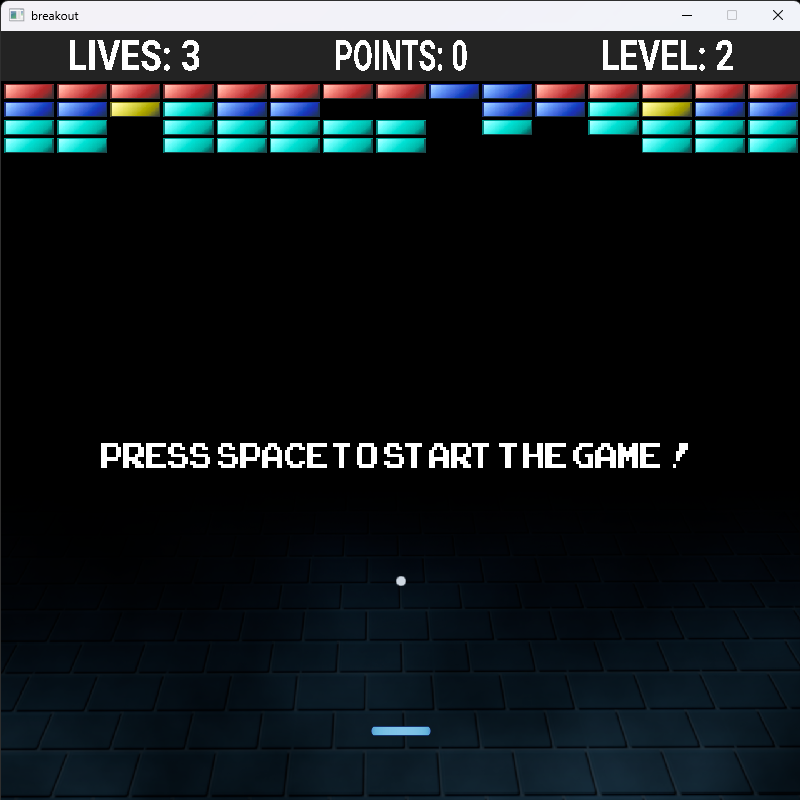 breakout
LIVES: 3 POINTS: 0 LEVEL: 2
PRESS SPACE TO START THE GAME !